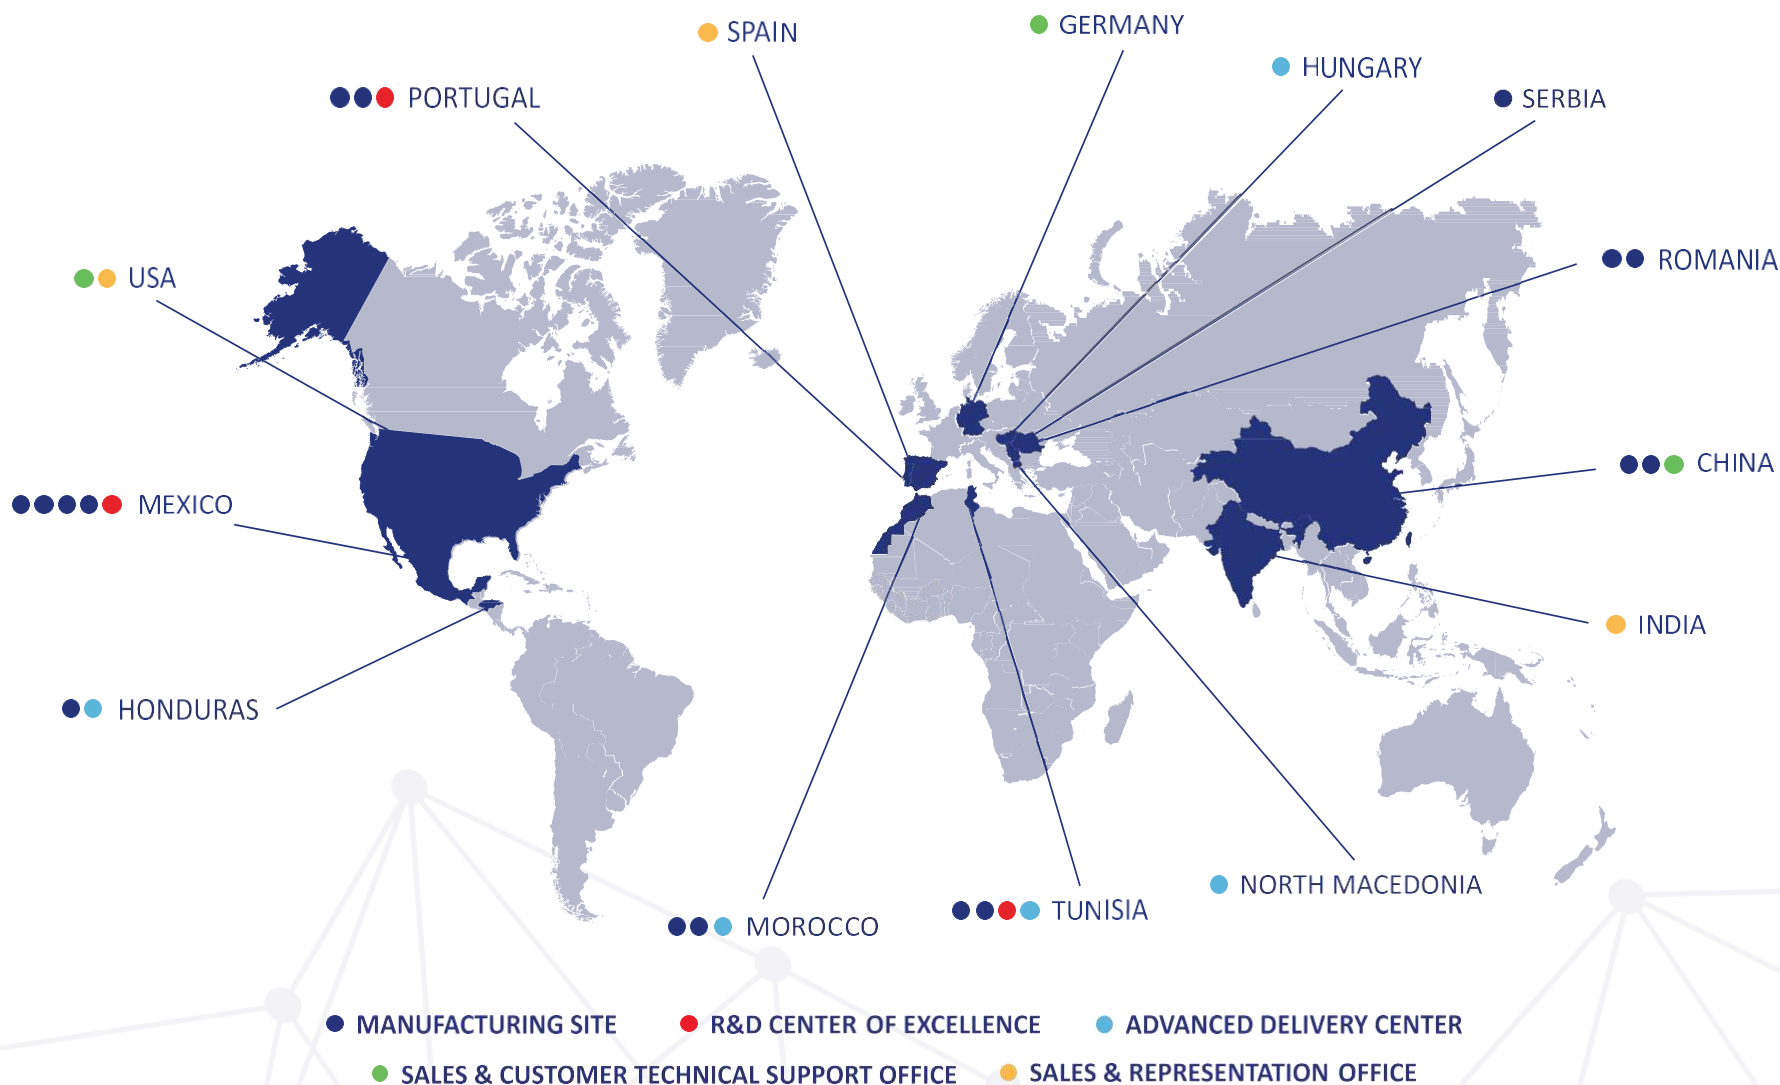 SPAIN
GERMANY
HUNGARY
PORTUGAL
SERBIA
ROMANIA
USA
CHINA
MEXICO
INDIA
HONDURAS
NORTH MACEDONIA
TUNISIA
MOROCCO
MANUFACTURING SITE
R&D CENTER OF EXCELLENCE
ADVANCED DELIVERY CENTER
SALES & CUSTOMER TECHNICAL SUPPORT OFFICE
SALES & REPRESENTATION OFFICE